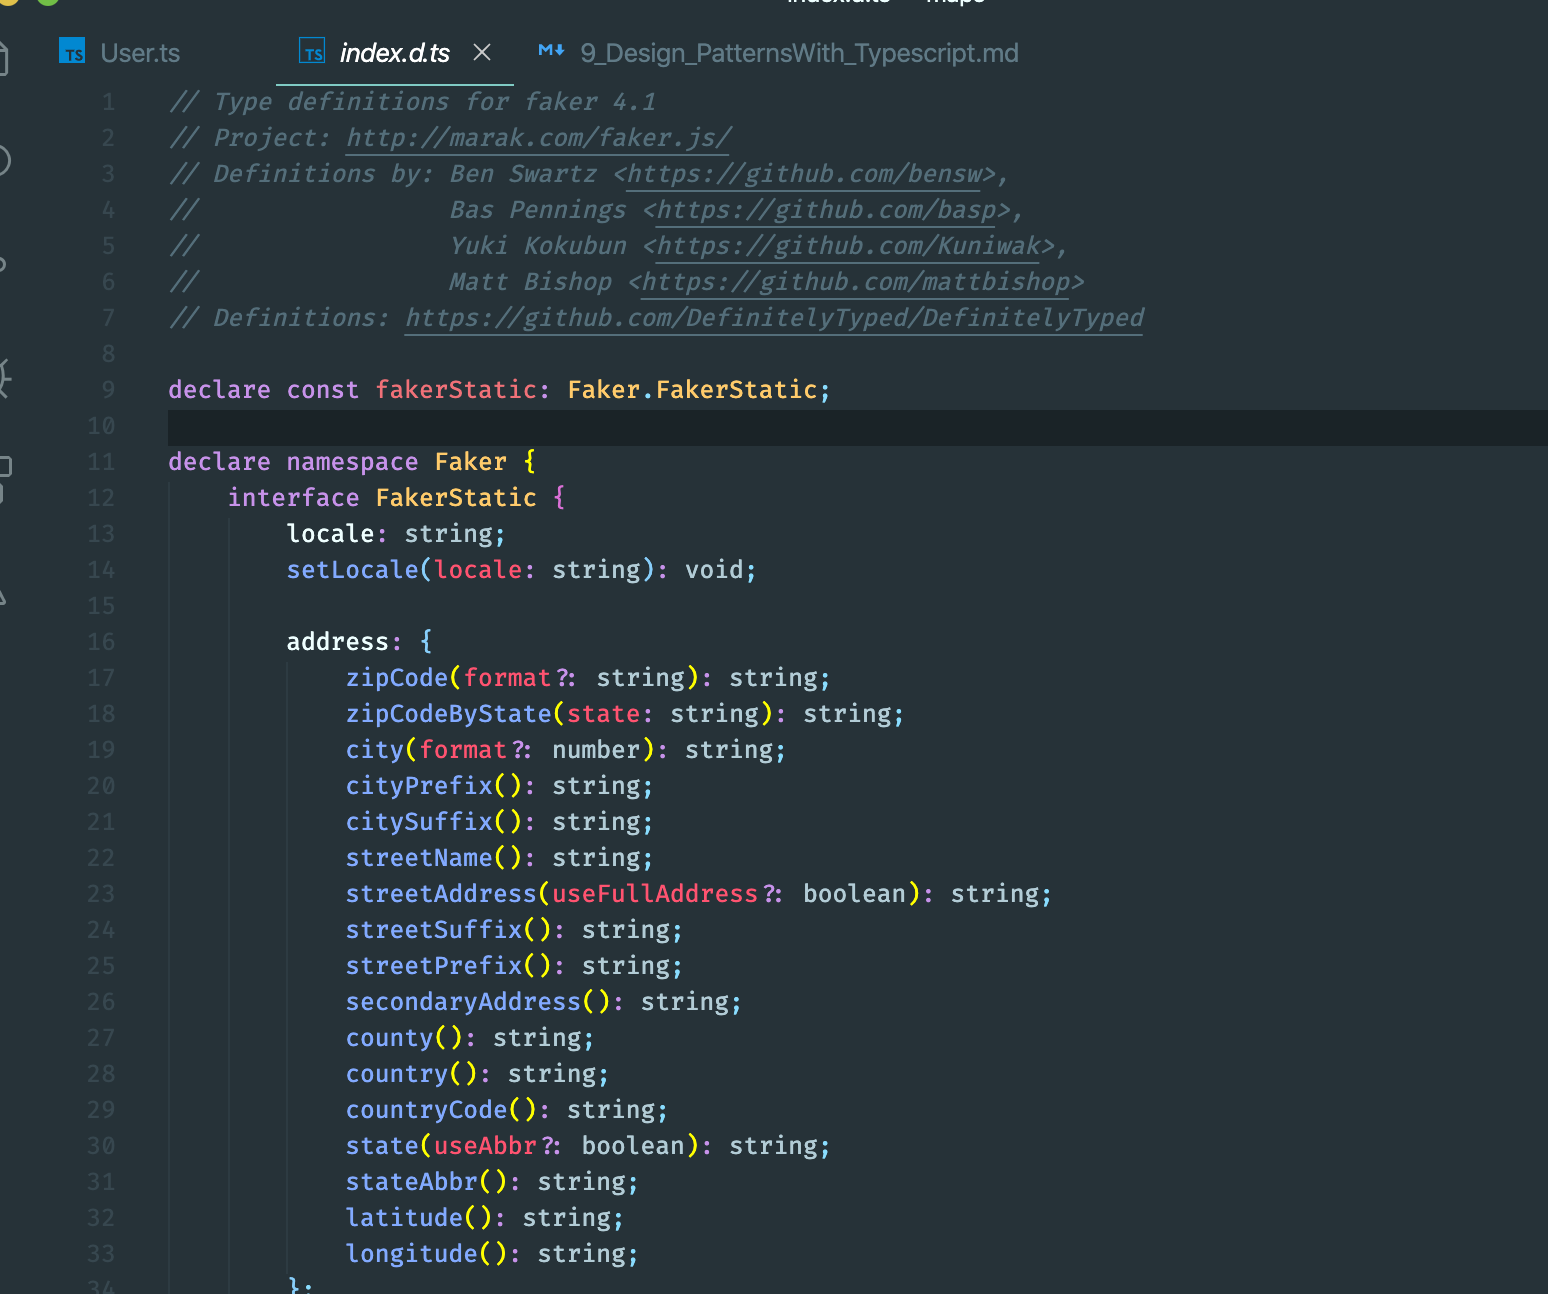 User.ts index.d.ts 9_Design_PatternsWith_Typescript.md
1 // Type definitions for faker 4.1
2 // Project: http://marak.com/faker.js/
3 // Definitions by: Ben Swartz <https://github.com/bensw>,
4 // Bas Pennings <https://github.com/basp>,
5 // Yuki Kokubun <https://github.com/Kuniwak>,
6 // Matt Bishop <https://github.com/mattbishop>
7 // Definitions: https://github.com/DefinitelyTyped/DefinitelyTyped
8
9 declare const fakerStatic: Faker.FakerStatic;
10
11 declare namespace Faker {
12 interface FakerStatic {
13 locale: string;
14 setLocale(locale: string): void;
15
16 address: {
17 zipCode(format?: string): string;
18 zipCodeByState(state: string): string;
19 city(format?: number): string;
20 cityPrefix(): string;
21 citySuffix(): string;
22 streetName(): string;
23 streetAddress(useFullAddress?: boolean): string;
24 streetSuffix(): string;
25 streetPrefix(): string;
26 secondaryAddress(): string;
27 county(): string;
28 country(): string;
29 countryCode(): string;
30 state(useAbbr?: boolean): string;
31 stateAbbr(): string;
32 latitude(): string;
33 longitude(): string;
34 };